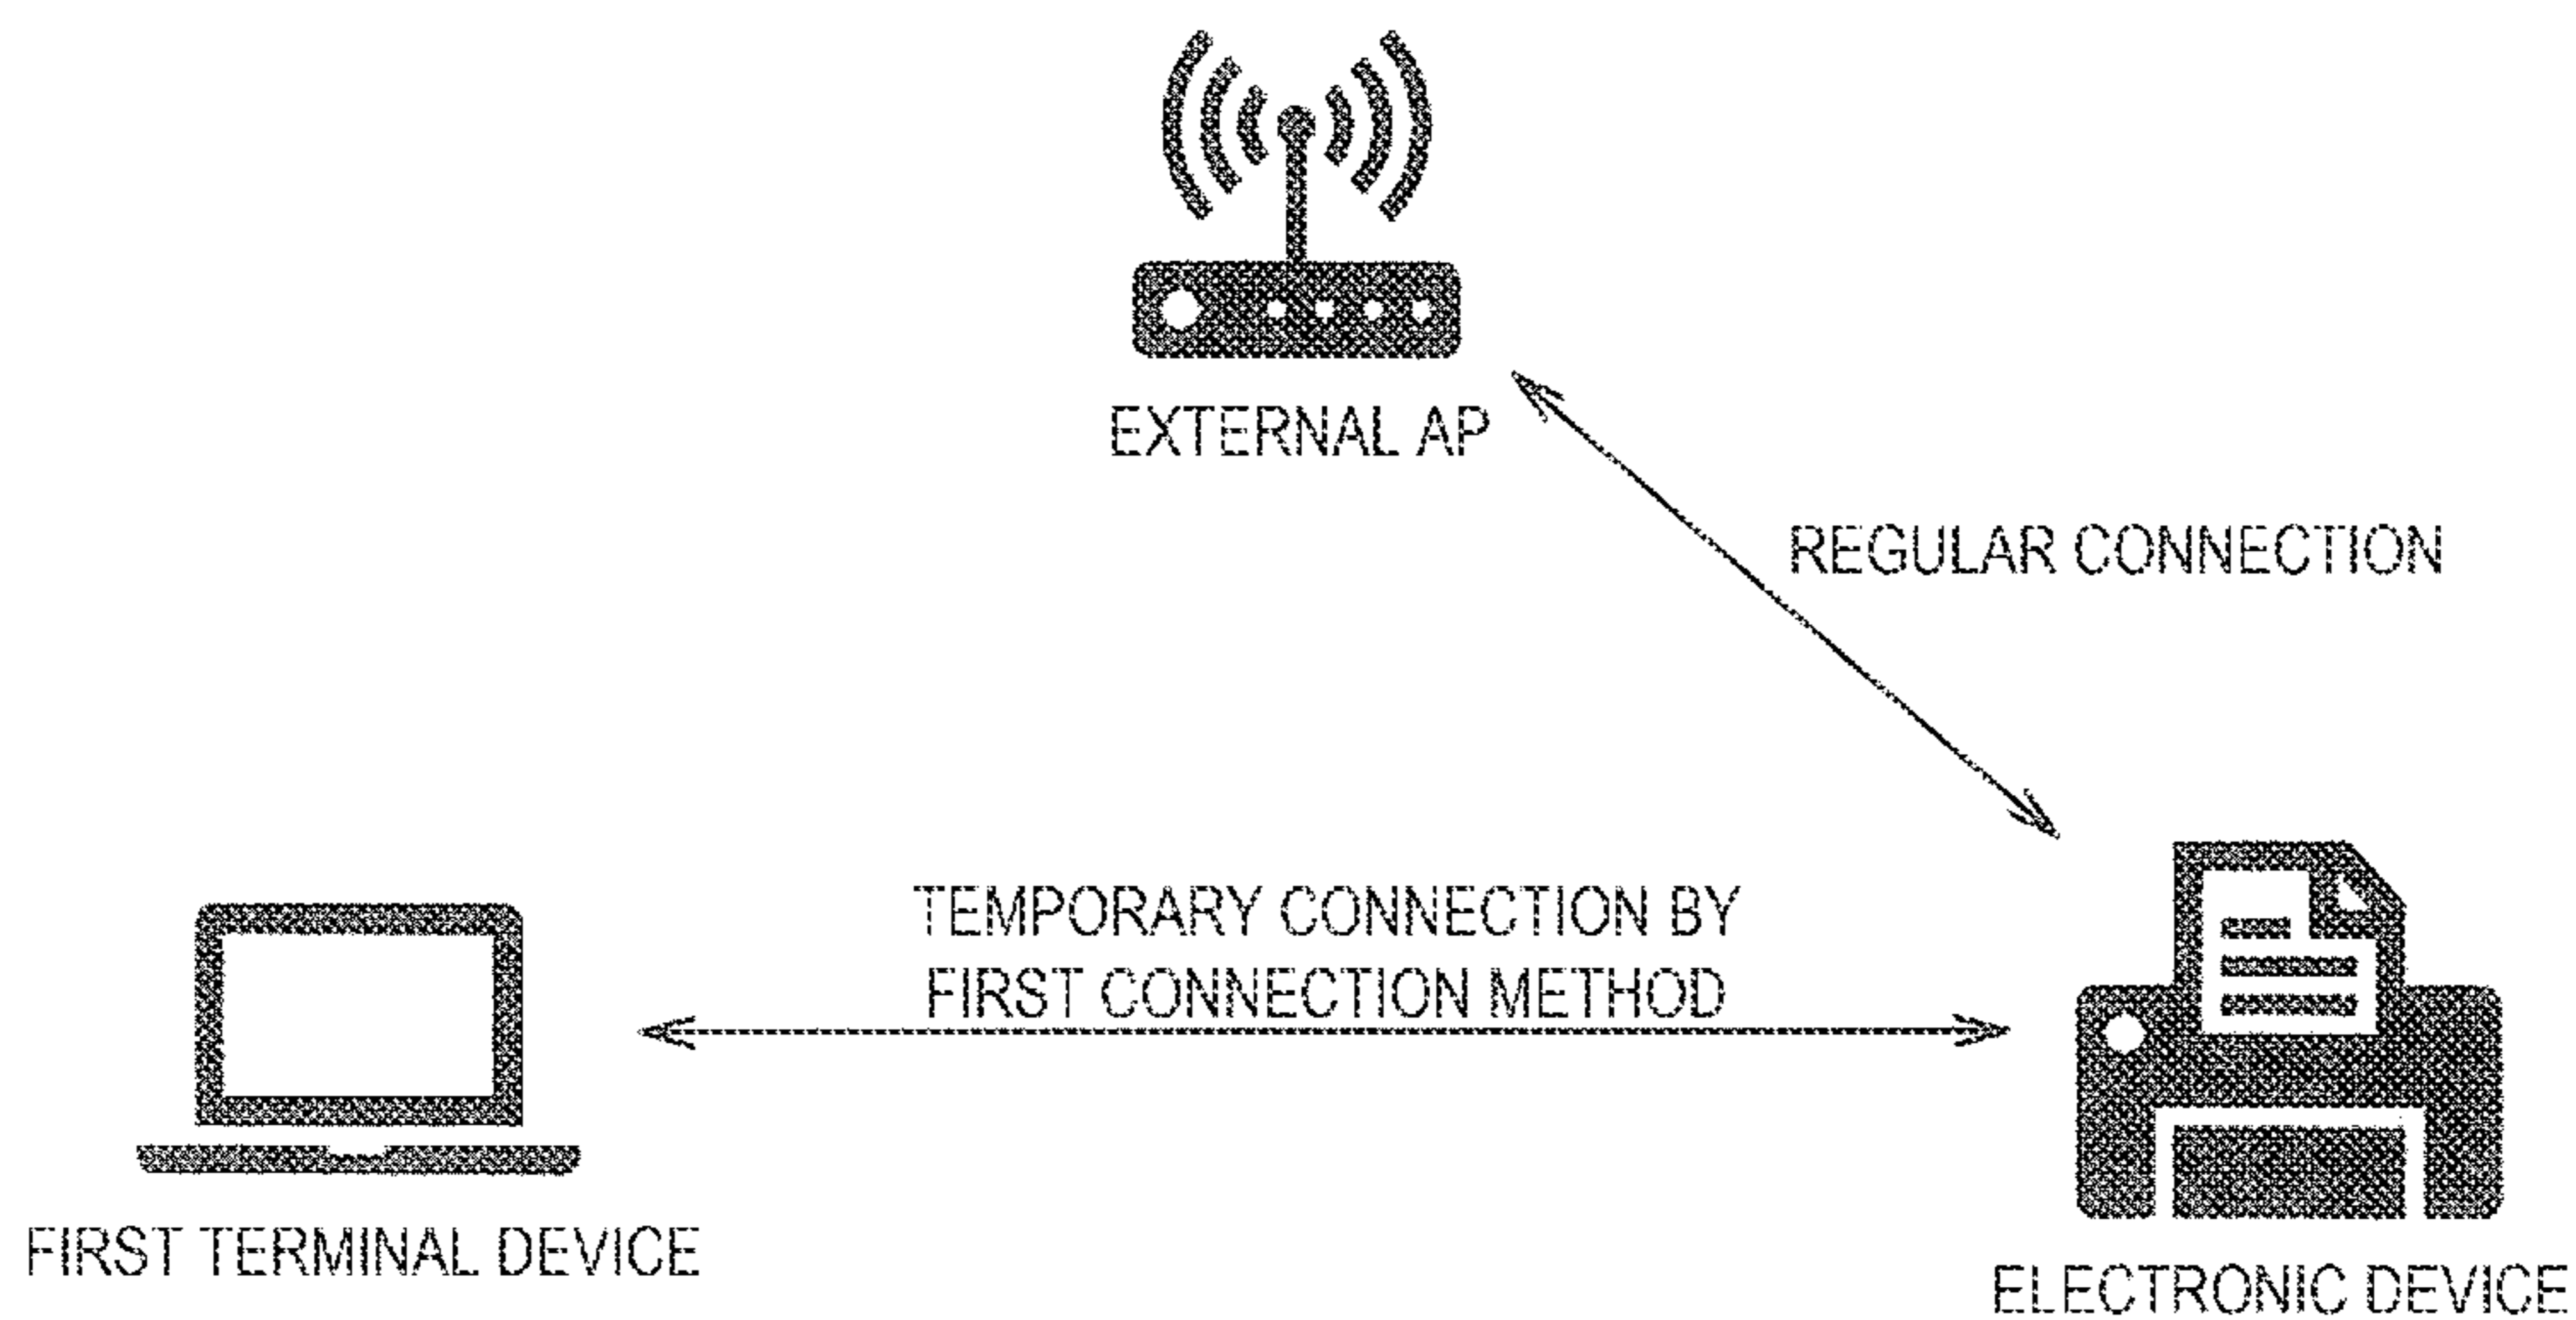 EXTERNAL AP
REGULAR CONNECTION
TEMPORARY CONNECTION BY
FIRST CONNECTION METHOD
FIRST TERMINAL DEVICE
ELECTRONIC DEVICE